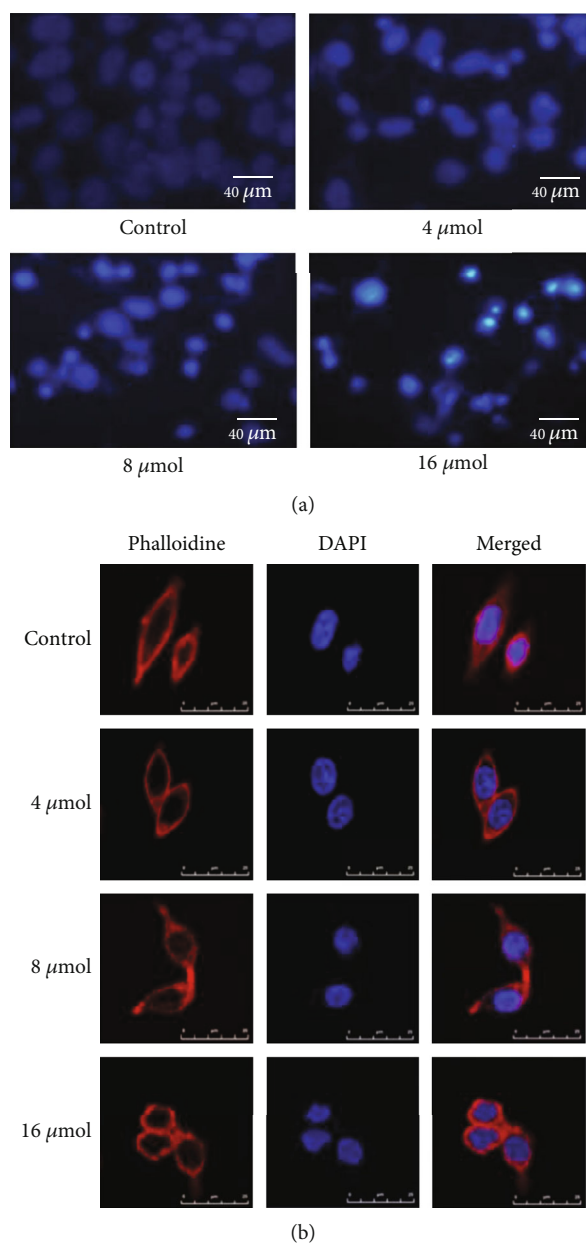 40 μm
40 μm
Control
4 μmol
40 μm
40 μm
8 μmol
16 μmol
(a)
Phalloidine
DAPI
Merged
Control
4 μmol
8 μmol
16 μmol
(b)